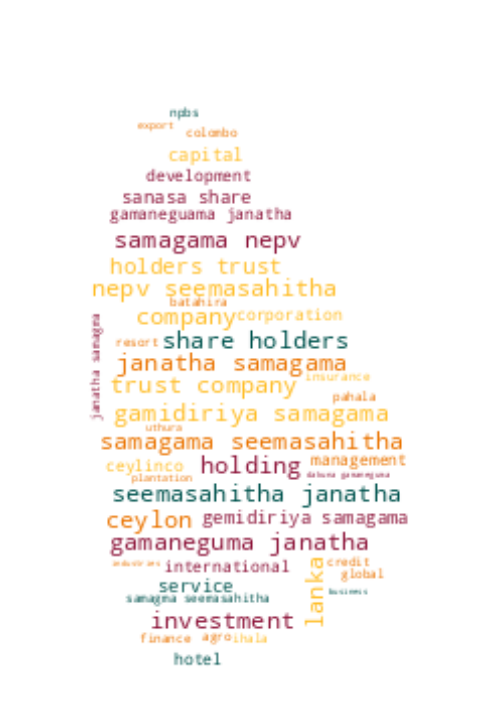 npbs
export
colombo
capital
development
sanasa share
gamaneguama janatha
samagama nepv
holders trust
nepv seemasahitha
batahira
company corporation
janatha samagma
resort share holders
janatha samagama
trust company insurance
pahala
gamidiriya samagama
uthura
samagama seemasahitha
ceylinco holding management
plantation dakuna gamaneguma
seemasahitha janatha
ceylon gemidiriya samagama
gamaneguma janatha
industries international credit
lanka
global
service business
samagma seemasahitha
investment
finance agro ihala
hotel